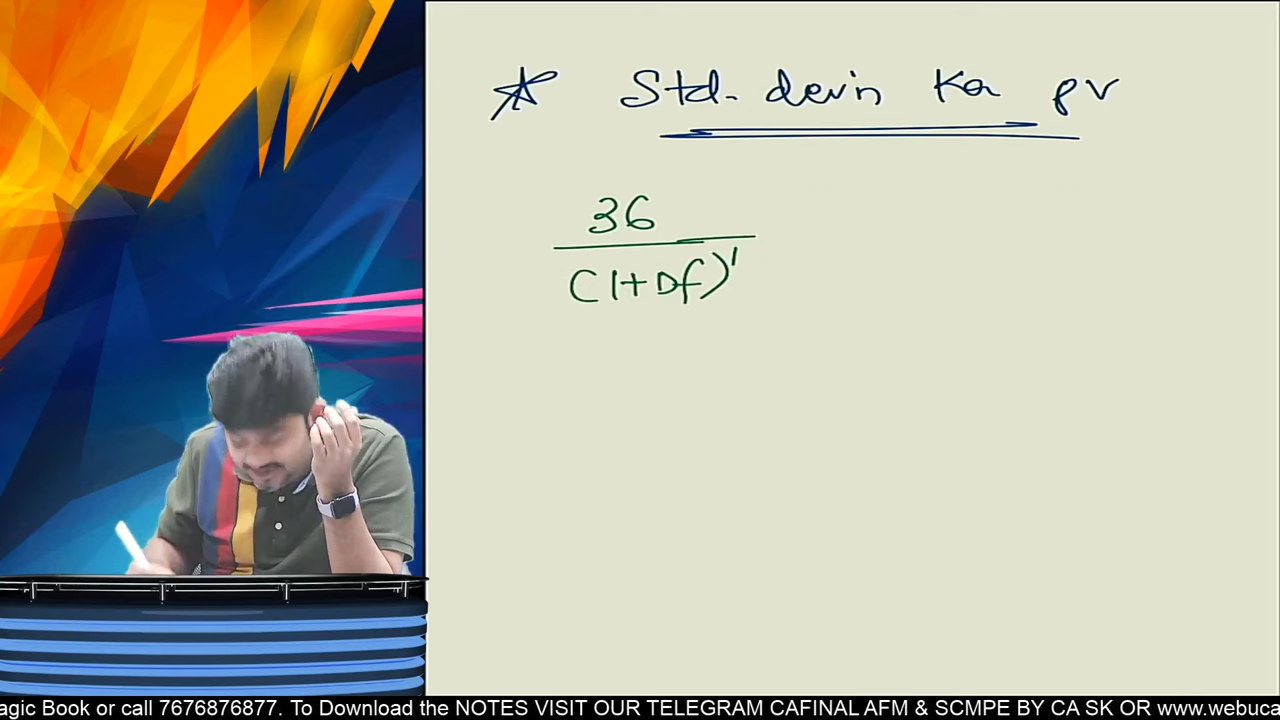 * Std. devin Ka PV
36
(1+Df)¹
agic Book or call 7676876877. To Download the NOTES VISIT OUR TELEGRAM CAFINAL AFM & SCMPE BY CA SK OR www.webuca